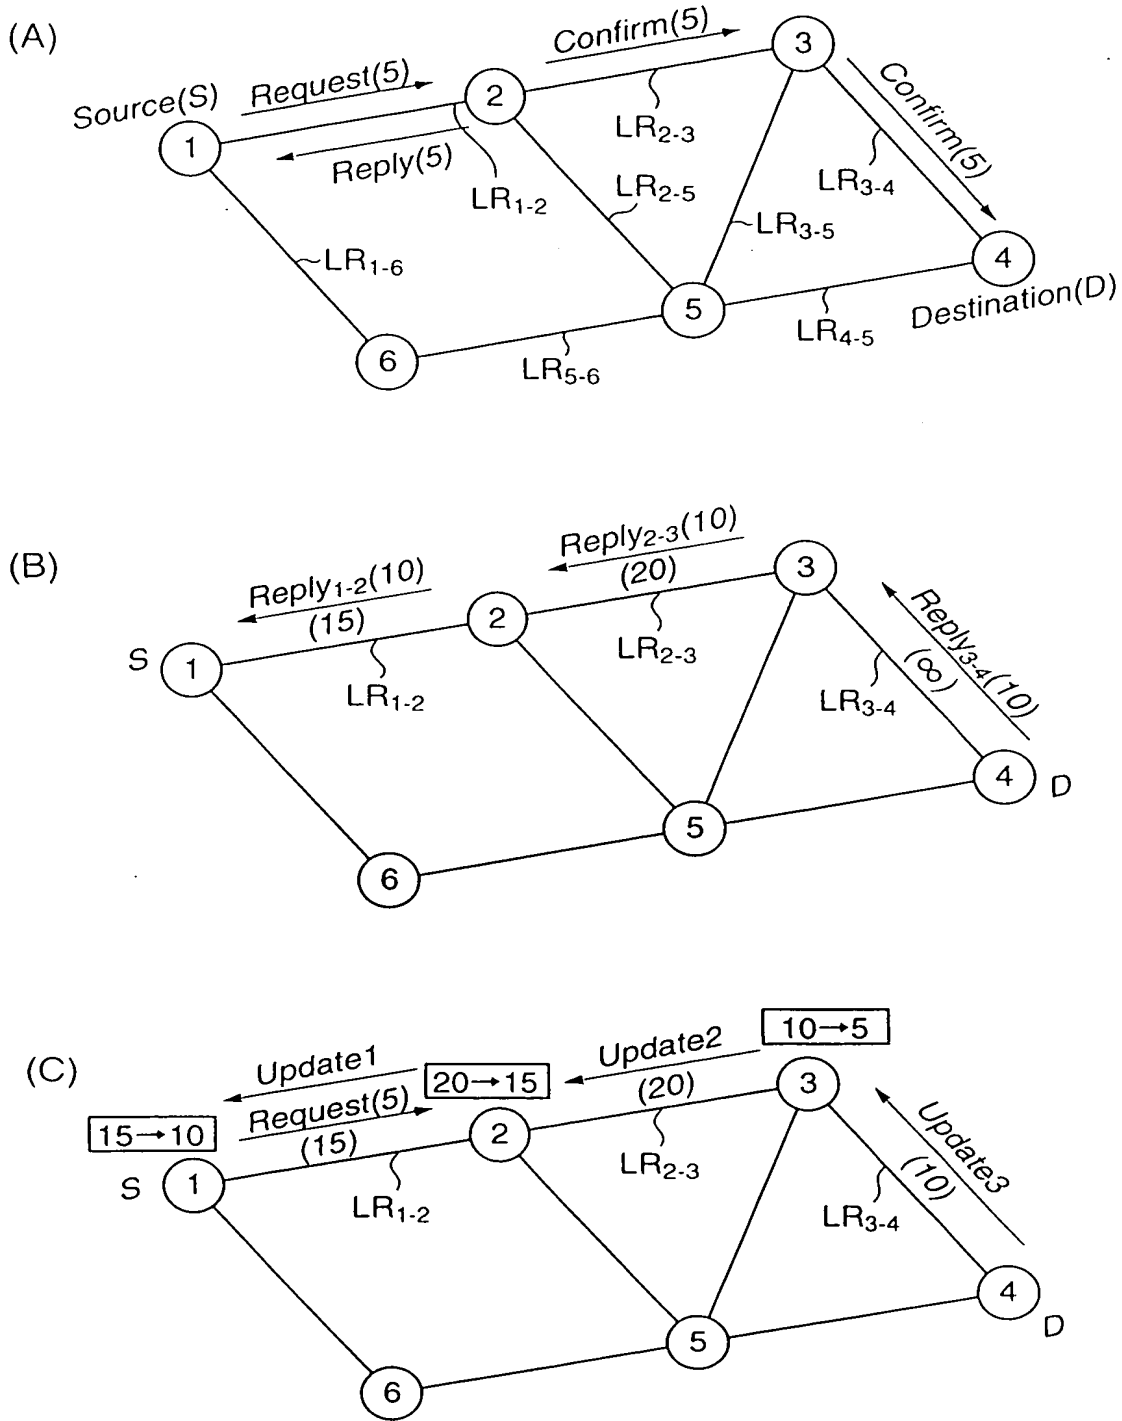 (A)
Confirm(5)
3
Source(S)
Request(5)
2
Confirm(5)
1
Reply(5)
LR2-3
LR1-2
LR2-5
LR3-4
LR3-5
LR1-6
4
Destination(D)
5
LR4-5
6
LR5-6
(B)
Reply2-3(10)
(20)
3
Reply1-2(10)
(15)
2
Reply3-4(10)
(∞)
S
1
LR2-3
LR1-2
LR3-4
4
D
5
6
(C)
10→5
Update2
(20)
3
Update1
20→15
Request(5)
(15)
15→10
2
Update3
(10)
S
1
LR2-3
LR1-2
LR3-4
4
D
5
6